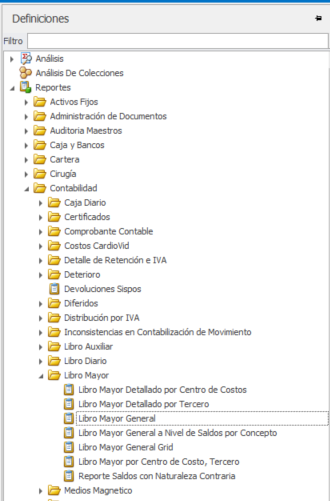 Definiciones
Filtro
Análisis
Análisis De Colecciones
Reportes
Activos Fijos
Administración de Documentos
Auditoria Maestros
Caja y Bancos
Cartera
Cirugía
Contabilidad
Caja Diario
Certificados
Comprobante Contable
Costos CardioVid
Detalle de Retención e IVA
Deterioro
Devoluciones Sispos
Diferidos
Distribución por IVA
Inconsistencias en Contabilización de Movimiento
Libro Auxiliar
Libro Diario
Libro Mayor
Libro Mayor Detallado por Centro de Costos
Libro Mayor Detallado por Tercero
Libro Mayor General
Libro Mayor General a Nivel de Saldos por Concepto
Libro Mayor General Grid
Libro Mayor por Centro de Costo, Tercero
Reporte Saldos con Naturaleza Contraria
Medios Magnetico